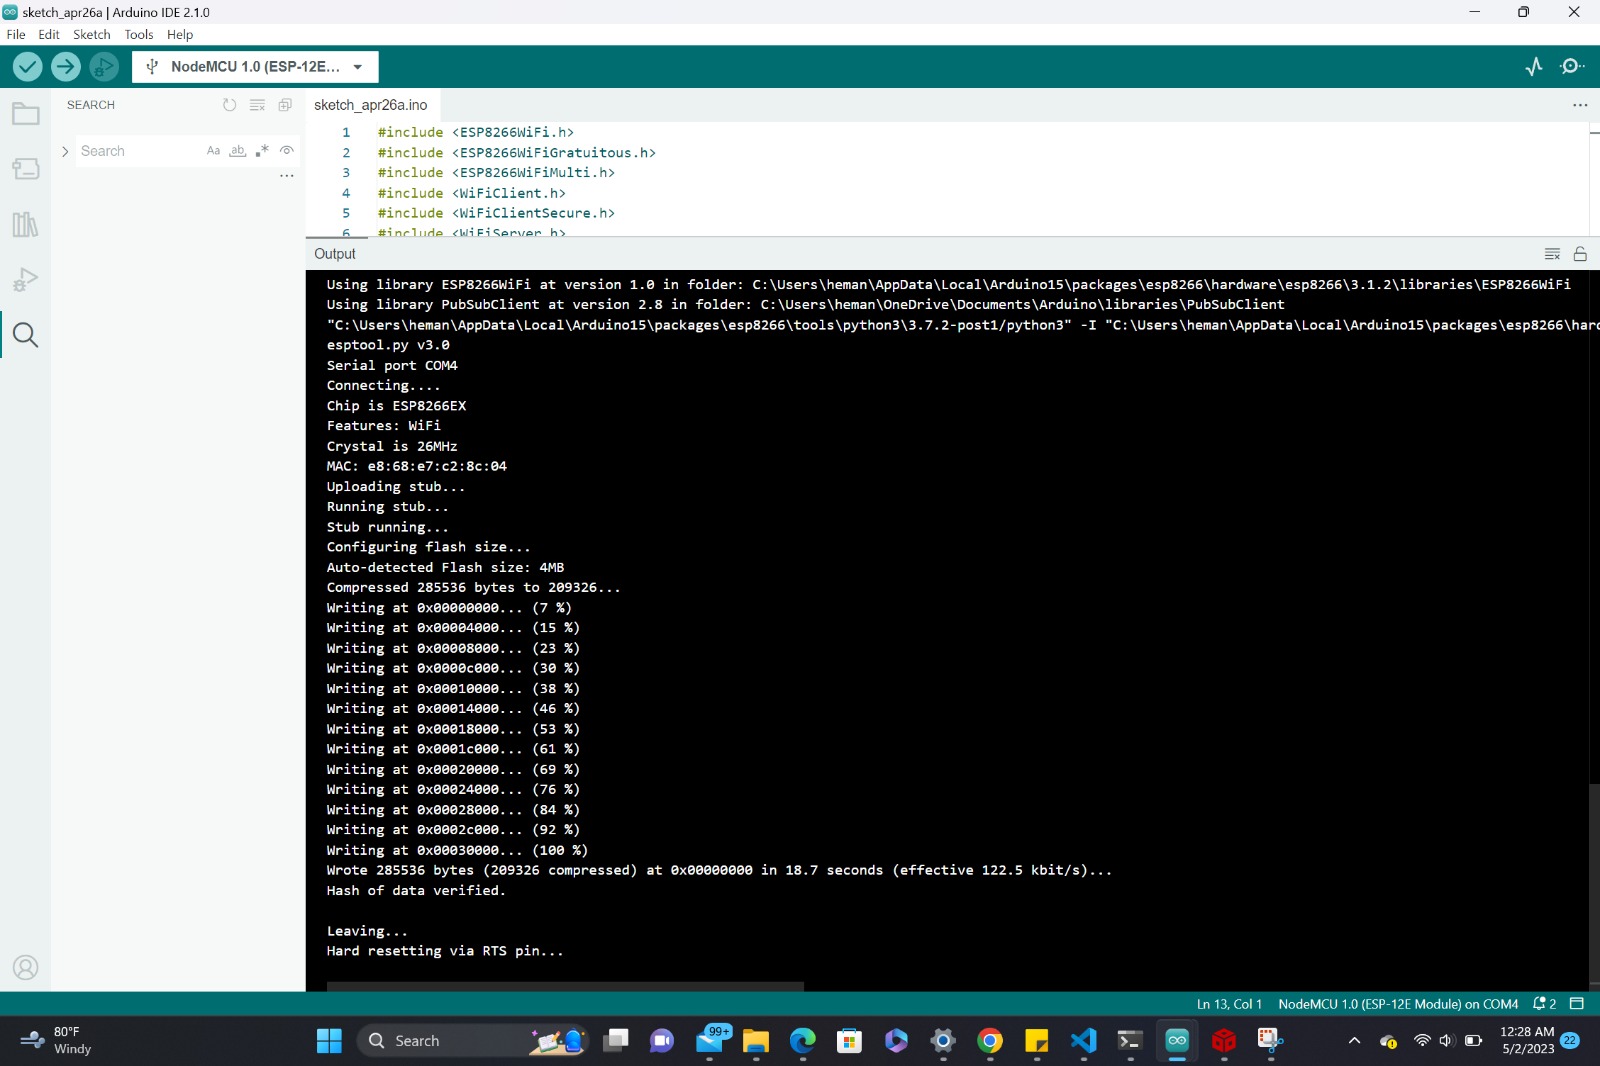 sketch_apr26a | Arduino IDE 2.1.0
File Edit Sketch Tools Help
NodeMCU 1.0 (ESP-12E...
SEARCH
sketch_apr26a.ino
Search
Aa ab .*
1 #include <ESP8266WiFi.h>
2 #include <ESP8266WiFiGratuitous.h>
3 #include <ESP8266WiFiMulti.h>
4 #include <WiFiClient.h>
5 #include <WiFiClientSecure.h>
6 #include <WiFiServer.h>
Output
Using library ESP8266WiFi at version 1.0 in folder: C:\Users\heman\AppData\Local\Arduino15\packages\esp8266\hardware\esp8266\3.1.2\libraries\ESP8266WiFi
Using library PubSubClient at version 2.8 in folder: C:\Users\heman\OneDrive\Documents\Arduino\libraries\PubSubClient
"C:\Users\heman\AppData\Local\Arduino15\packages\esp8266\tools\python3\3.7.2-post1/python3" -I "C:\Users\heman\AppData\Local\Arduino15\packages\esp8266\harc
esptool.py v3.0
Serial port COM4
Connecting....
Chip is ESP8266EX
Features: WiFi
Crystal is 26MHz
MAC: e8:68:e7:c2:8c:04
Uploading stub...
Running stub...
Stub running...
Configuring flash size...
Auto-detected Flash size: 4MB
Compressed 285536 bytes to 209326...
Writing at 0x00000000... (7 %)
Writing at 0x00004000... (15 %)
Writing at 0x00008000... (23 %)
Writing at 0x0000c000... (30 %)
Writing at 0x00010000... (38 %)
Writing at 0x00014000... (46 %)
Writing at 0x00018000... (53 %)
Writing at 0x0001c000... (61 %)
Writing at 0x00020000... (69 %)
Writing at 0x00024000... (76 %)
Writing at 0x00028000... (84 %)
Writing at 0x0002c000... (92 %)
Writing at 0x00030000... (100 %)
Wrote 285536 bytes (209326 compressed) at 0x00000000 in 18.7 seconds (effective 122.5 kbit/s)...
Hash of data verified.
Leaving...
Hard resetting via RTS pin...
Ln 13, Col 1 NodeMCU 1.0 (ESP-12E Module) on COM4 2
80°F
Windy
Search
99+
12:28 AM
5/2/2023
22